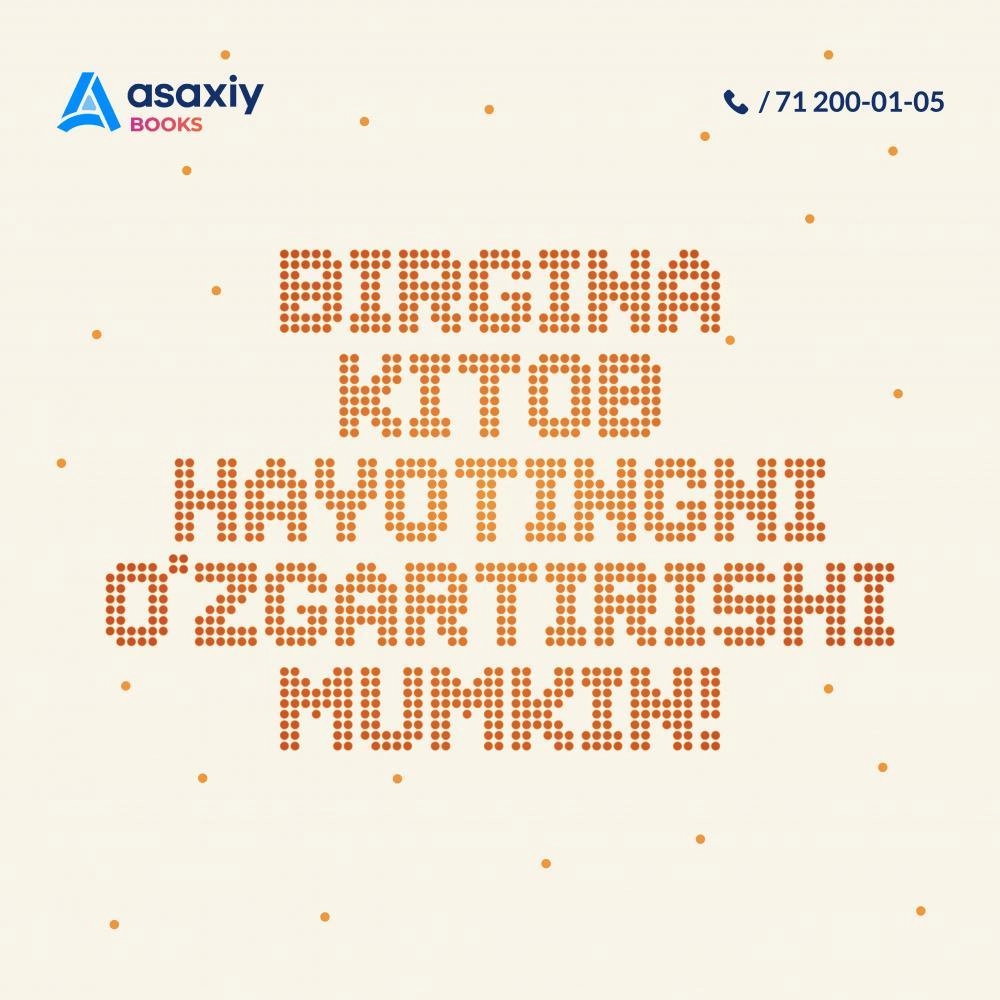 asaxiy
BOOKS
/ 71 200-01-05
BIRGINA
KITOB
HAYOTINGNI
O'ZGARTIRISHI
MUMKIN!